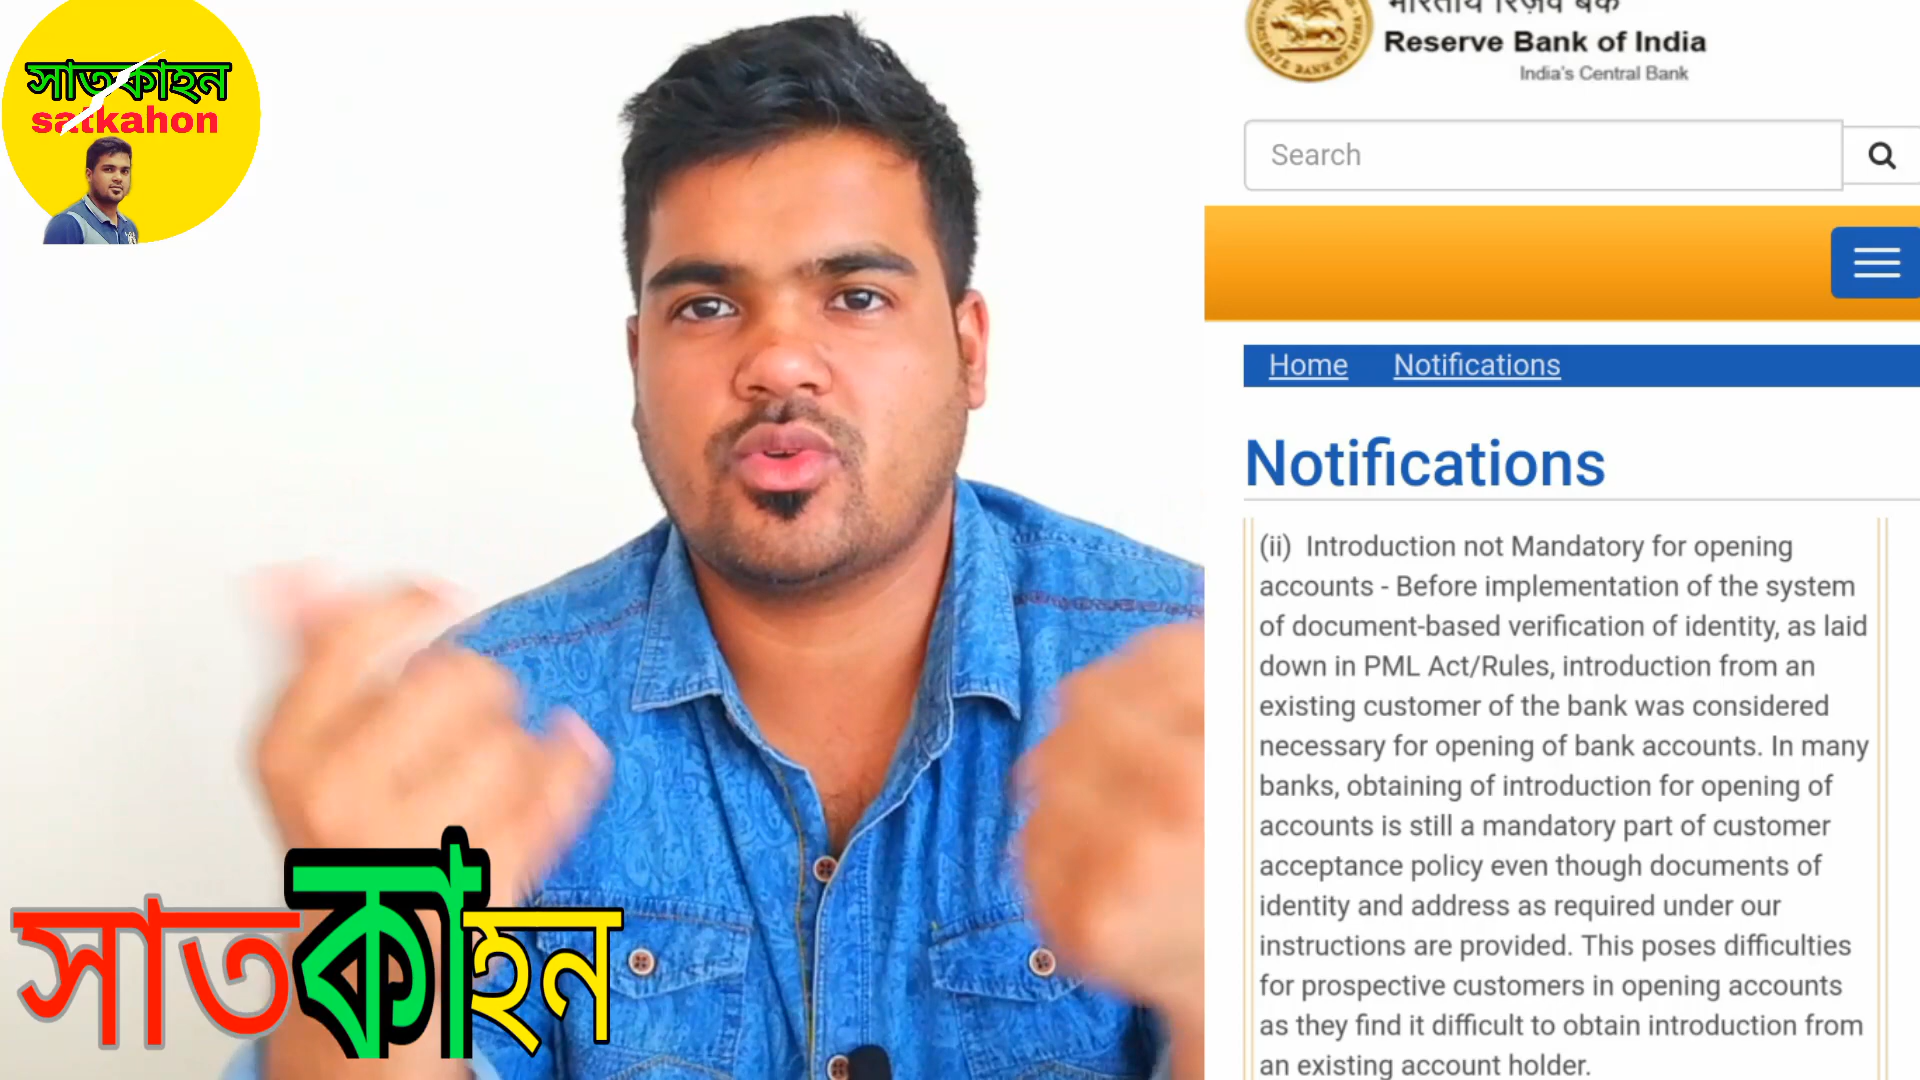 সাতকাহন
satkahon
भारतीय रिज़र्व बैंक
Reserve Bank of India
India's Central Bank
Search
Home Notifications
Notifications
(ii) Introduction not Mandatory for opening
accounts - Before implementation of the system
of document-based verification of identity, as laid
down in PML Act/Rules, introduction from an
existing customer of the bank was considered
necessary for opening of bank accounts. In many
banks, obtaining of introduction for opening of
accounts is still a mandatory part of customer
acceptance policy even though documents of
identity and address as required under our
instructions are provided. This poses difficulties
for prospective customers in opening accounts
as they find it difficult to obtain introduction from
an existing account holder.
সাতকাহন